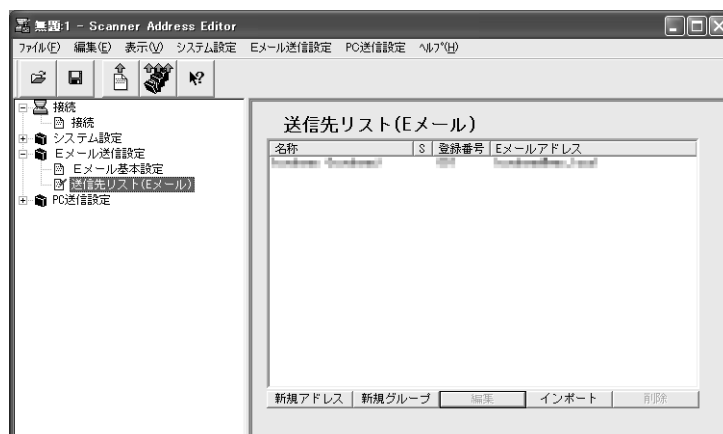 無題:1 - Scanner Address Editor
ファイル(F) 編集(E) 表示(V) システム設定 Eメール送信設定 PC送信設定 ヘルプ(H)
接続
接続
システム設定
Eメール送信設定
Eメール基本設定
送信先リスト(Eメール)
PC送信設定
送信先リスト(Eメール)
名称 S 登録番号 Eメールアドレス
新規アドレス 新規グループ 編集 インポート 削除